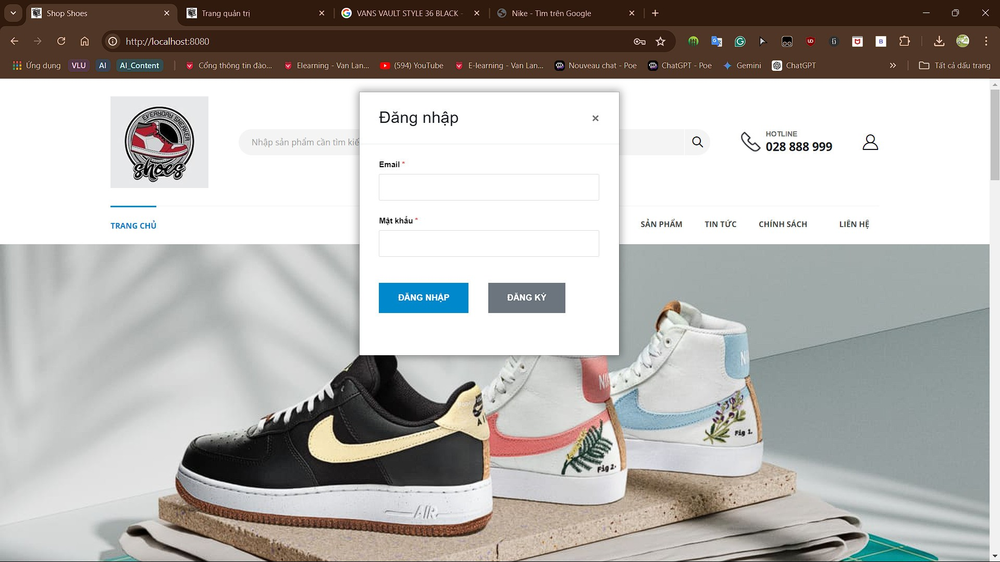 Shop Shoes
Trang quản trị
VANS VAULT STYLE 36 BLACK -
Nike - Tìm trên Google
http://localhost:8080
Ứng dụng
VLU
AI
AI_Content
Cổng thông tin đào...
Elearning - Van Lan...
(594) YouTube
E-learning - Van Lan...
Nouveau chat - Poe
ChatGPT - Poe
Gemini
ChatGPT
Tất cả dấu trang
EVERYDAY SNEAKER
shoes
Nhập sản phẩm cần tìm kiế
HOTLINE
028 888 999
Đăng nhập
×
Email *
Mật khẩu *
ĐĂNG NHẬP
ĐĂNG KÝ
TRANG CHỦ
SẢN PHẨM
TIN TỨC
CHÍNH SÁCH
LIÊN HỆ
Fig 1.
Fig 2.
AIR